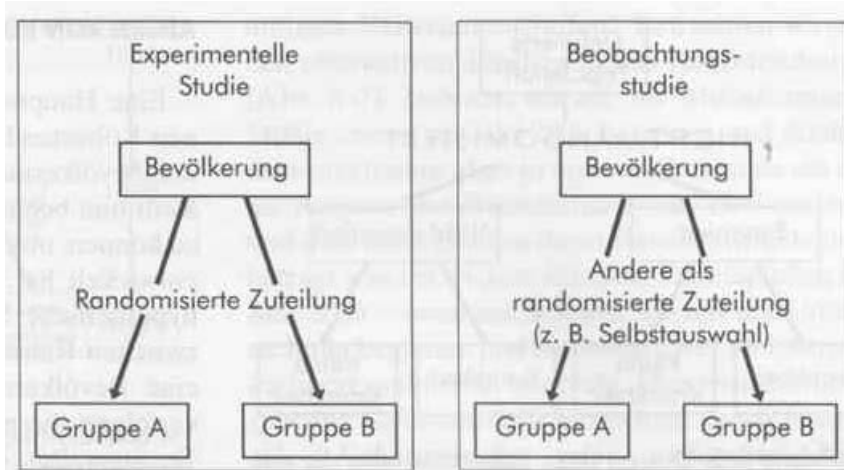 Experimentelle
Studie
Bevölkerung
Randomisierte Zuteilung
Gruppe A
Gruppe B
Beobachtungs-
studie
Bevölkerung
Andere als
randomisierte Zuteilung
(z. B. Selbstauswahl)
Gruppe A
Gruppe B